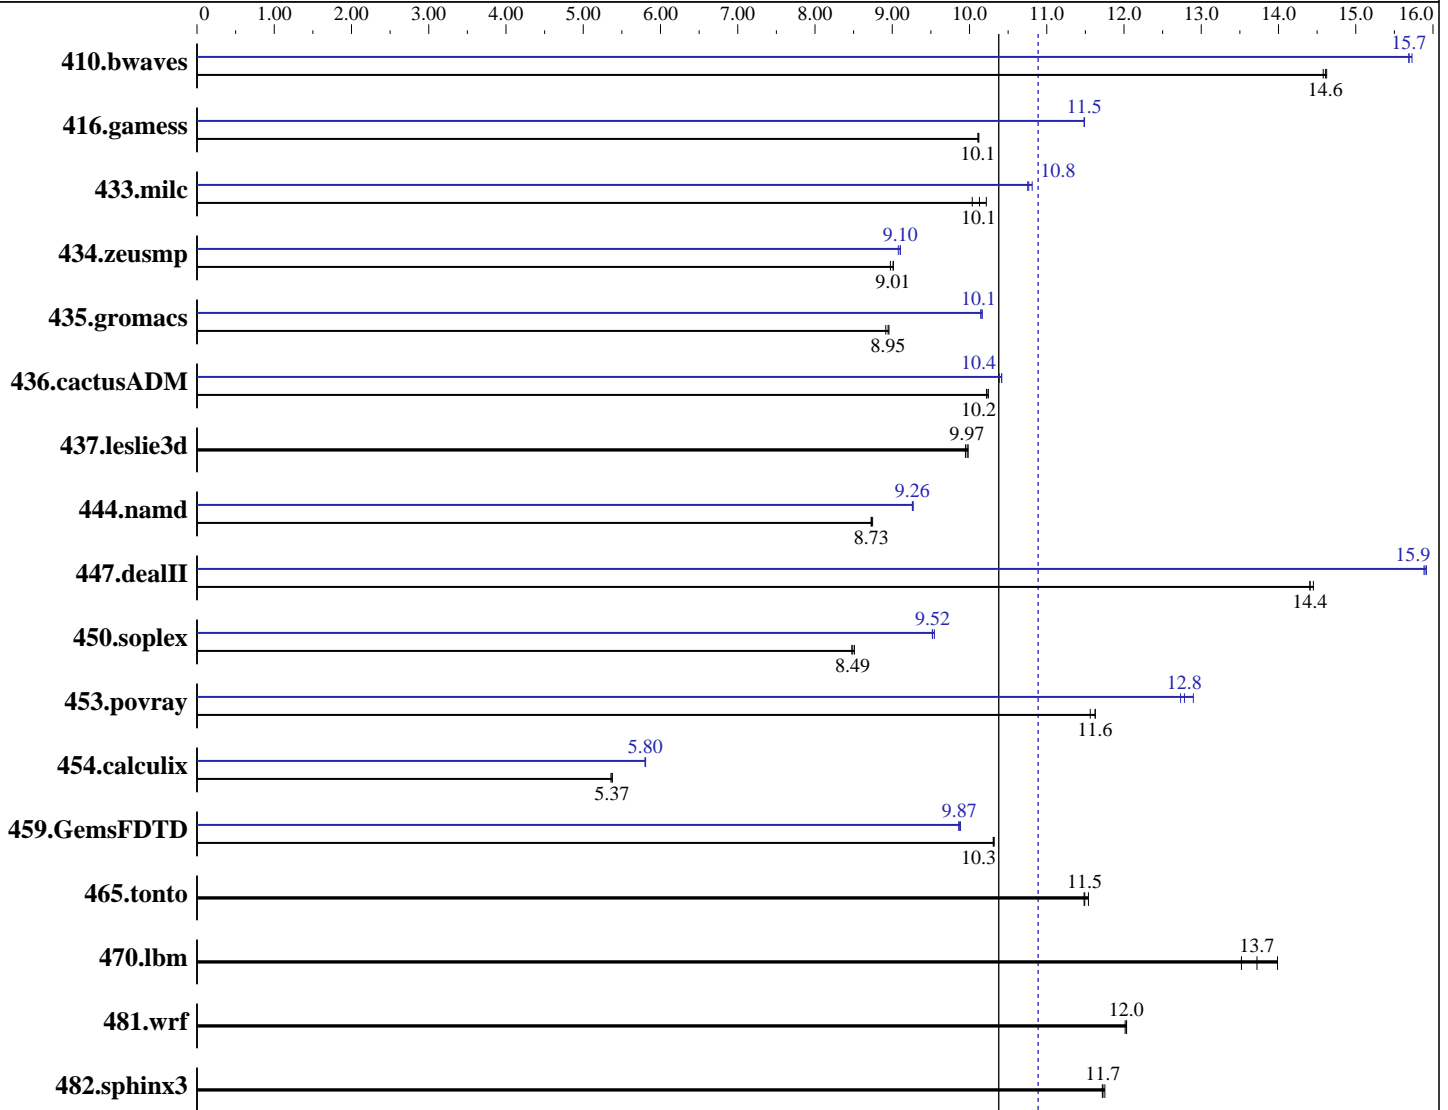 0 1.00 2.00 3.00 4.00 5.00 6.00 7.00 8.00 9.00 10.0 11.0 12.0 13.0 14.0 15.0 16.0
15.7
410.bwaves
14.6
11.5
416.gamess
10.1
10.8
433.milc
10.1
9.10
434.zeusmp
9.01
10.1
435.gromacs
8.95
10.4
436.cactusADM
10.2
9.97
437.leslie3d
9.26
444.namd
8.73
15.9
447.dealII
14.4
9.52
450.soplex
8.49
12.8
453.povray
11.6
5.80
454.calculix
5.37
9.87
459.GemsFDTD
10.3
11.5
465.tonto
13.7
470.lbm
12.0
481.wrf
11.7
482.sphinx3